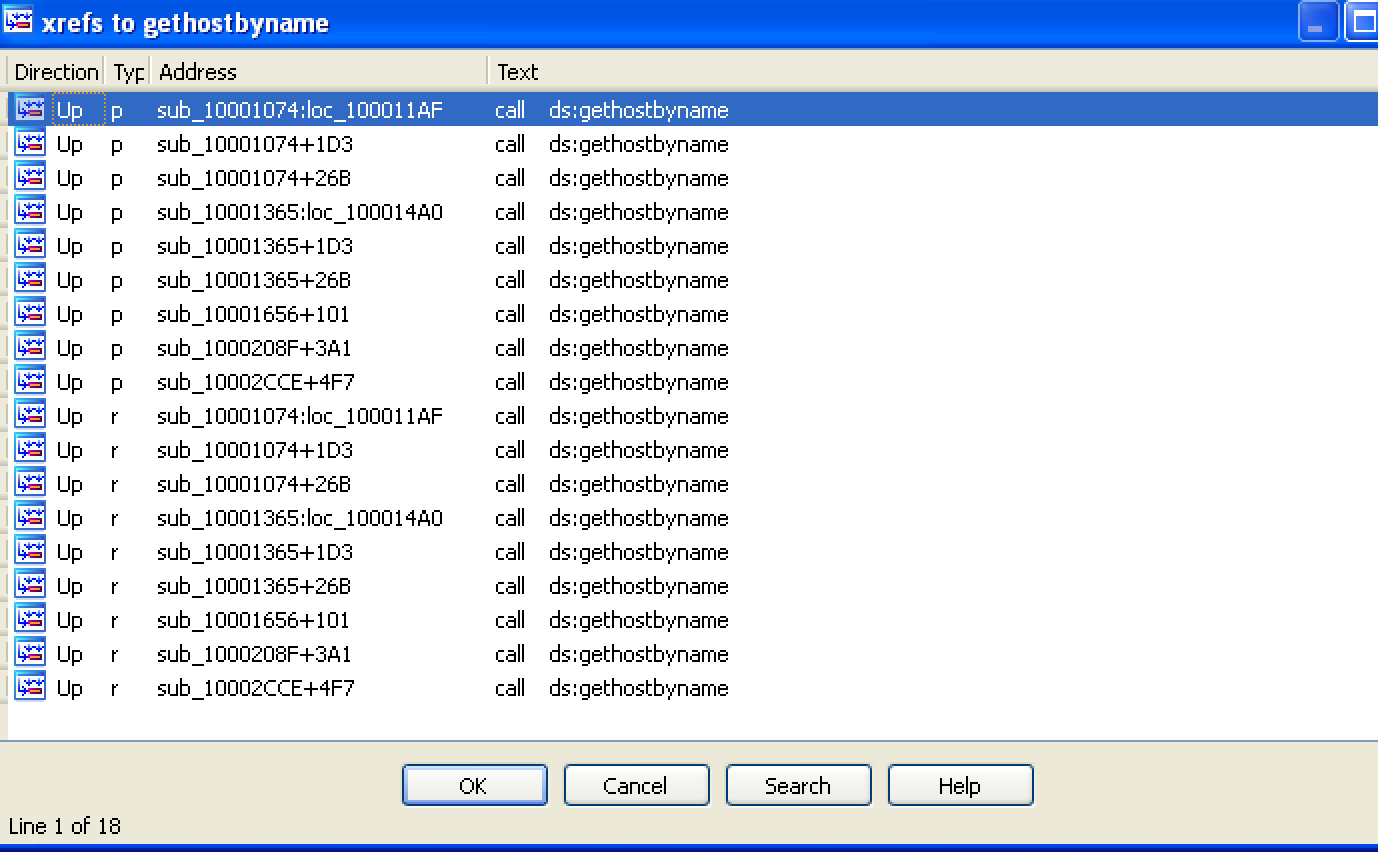 xrefs to gethostbyname
Direction Typ Address Text
Up p sub_10001074:loc_100011AF call ds:gethostbyname
Up p sub_10001074+1D3 call ds:gethostbyname
Up p sub_10001074+26B call ds:gethostbyname
Up p sub_10001365:loc_100014A0 call ds:gethostbyname
Up p sub_10001365+1D3 call ds:gethostbyname
Up p sub_10001365+26B call ds:gethostbyname
Up p sub_10001656+101 call ds:gethostbyname
Up p sub_1000208F+3A1 call ds:gethostbyname
Up p sub_10002CCE+4F7 call ds:gethostbyname
Up r sub_10001074:loc_100011AF call ds:gethostbyname
Up r sub_10001074+1D3 call ds:gethostbyname
Up r sub_10001074+26B call ds:gethostbyname
Up r sub_10001365:loc_100014A0 call ds:gethostbyname
Up r sub_10001365+1D3 call ds:gethostbyname
Up r sub_10001365+26B call ds:gethostbyname
Up r sub_10001656+101 call ds:gethostbyname
Up r sub_1000208F+3A1 call ds:gethostbyname
Up r sub_10002CCE+4F7 call ds:gethostbyname
OK Cancel Search Help
Line 1 of 18